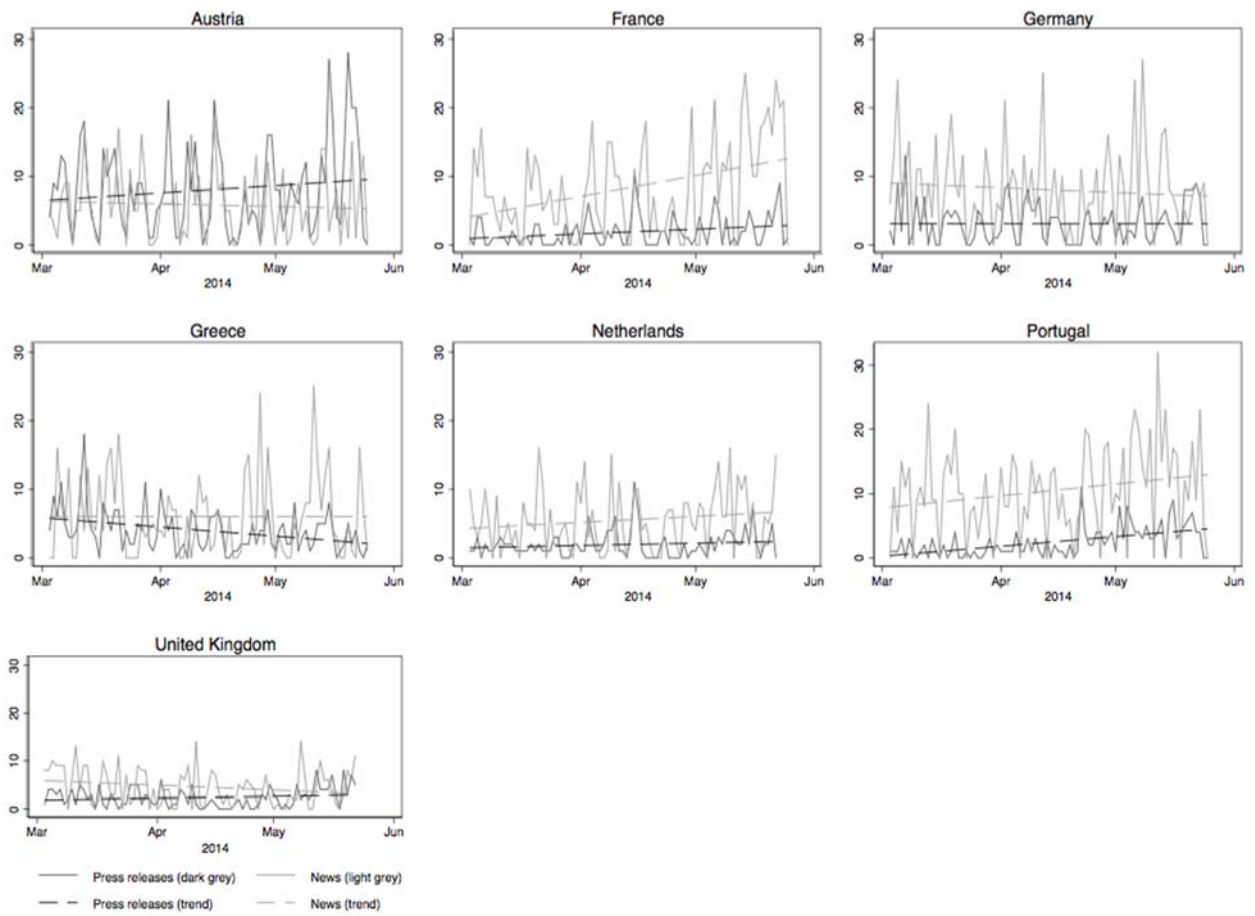 Austria
30
20
10
0
Mar Apr May Jun
2014
France
30
20
10
0
Mar Apr May Jun
2014
Germany
30
20
10
0
Mar Apr May Jun
2014
Greece
30
20
10
0
Mar Apr May Jun
2014
Netherlands
30
20
10
0
Mar Apr May Jun
2014
Portugal
30
20
10
0
Mar Apr May Jun
2014
United Kingdom
30
20
10
0
Mar Apr May Jun
2014
Press releases (dark grey) News (light grey)
Press releases (trend) News (trend)